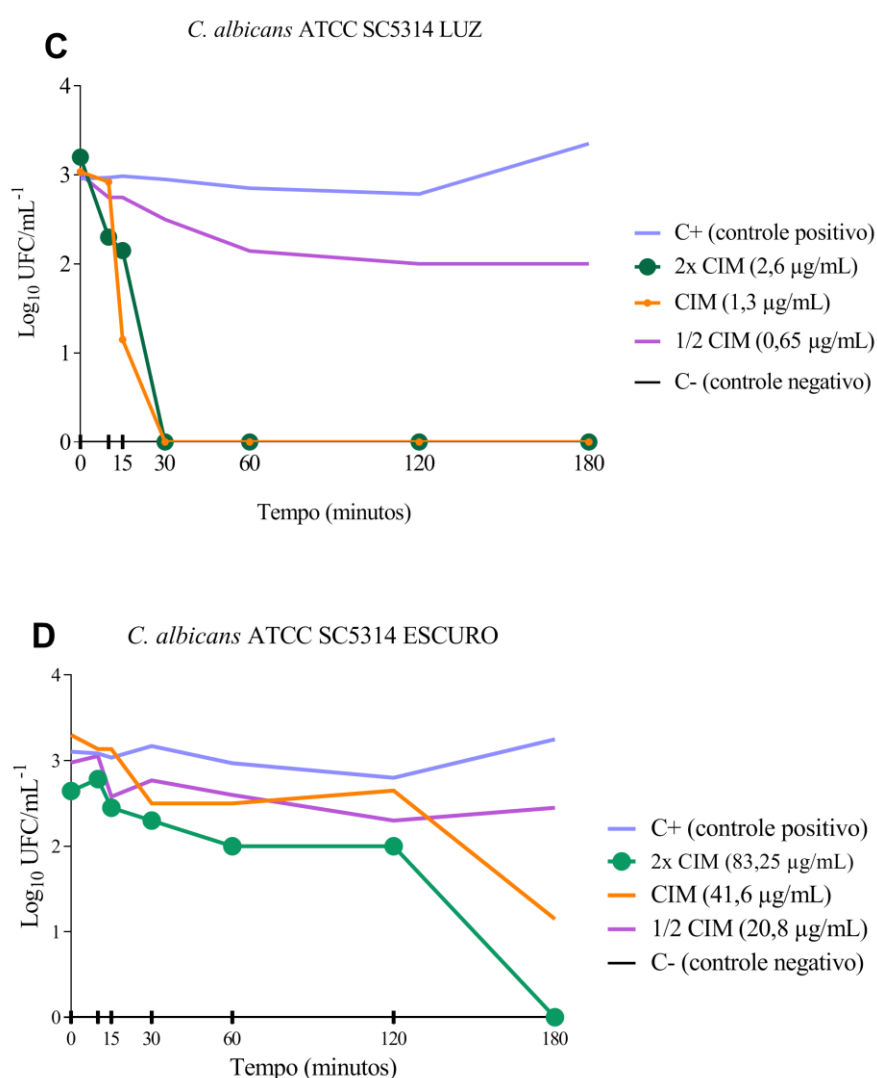 C
C. albicans ATCC SC5314 LUZ
4
3
2
1
0
Log10 UFC/mL-1
0 15 30 60 120 180
Tempo (minutos)
C+ (controle positivo)
2x CIM (2,6 µg/mL)
CIM (1,3 µg/mL)
1/2 CIM (0,65 µg/mL)
C- (controle negativo)
D
C. albicans ATCC SC5314 ESCURO
4
3
2
1
0
Log10 UFC/mL-1
0 15 30 60 120 180
Tempo (minutos)
C+ (controle positivo)
2x CIM (83,25 µg/mL)
CIM (41,6 µg/mL)
1/2 CIM (20,8 µg/mL)
C- (controle negativo)